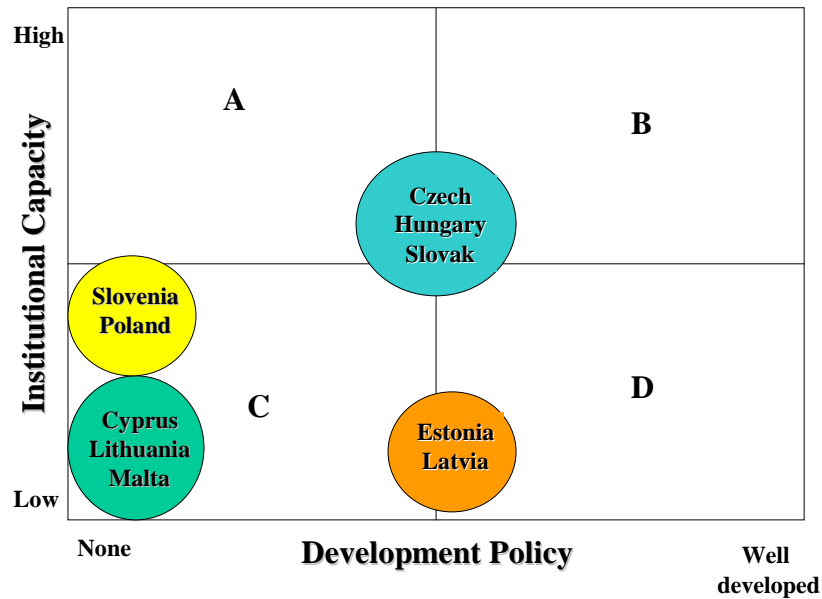 High
A
B
Institutional Capacity
Czech
Hungary
Slovak
Slovenia
Poland
D
C
Cyprus
Lithuania
Malta
Estonia
Latvia
Low
None
Development Policy
Well
developed